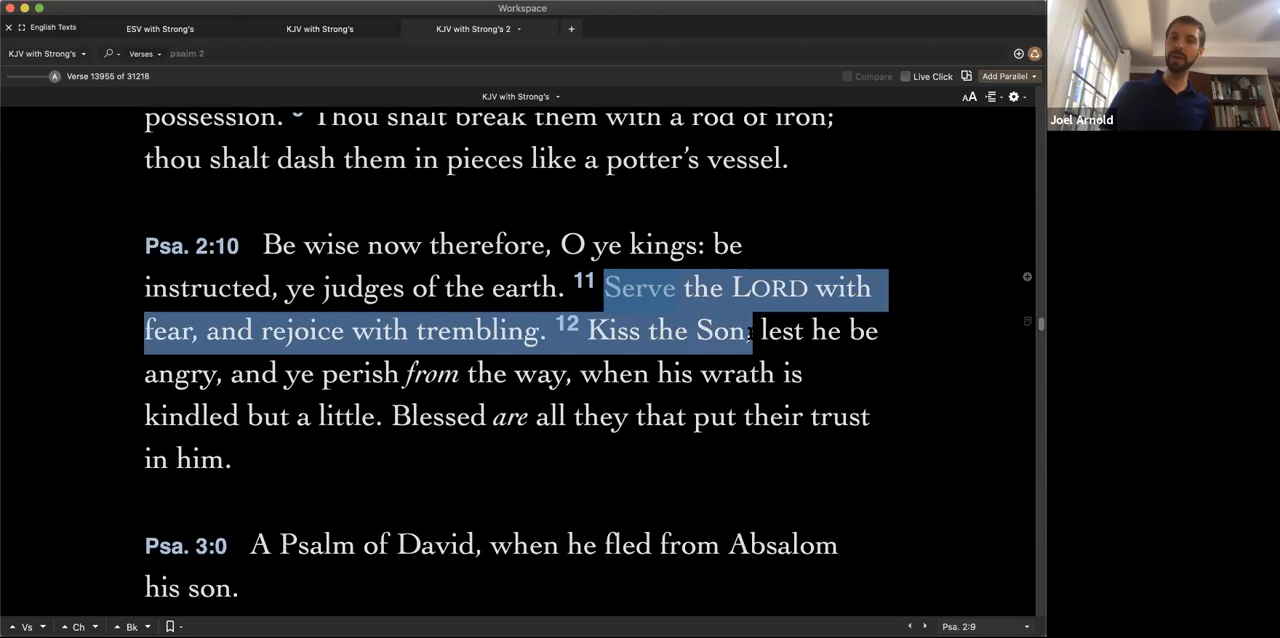 Workspace
English Texts
ESV with Strong's
KJV with Strong's
KJV with Strong's 2
KJV with Strong's
Verses
psalm 2
A
Verse 13955 of 31218
Compare
Live Click
Add Parallel
KJV with Strong's
AA
Joel Arnold
possession. Thou shalt break them with a rod of iron;
thou shalt dash them in pieces like a potter's vessel.
Psa. 2:10 Be wise now therefore, O ye kings: be
instructed, ye judges of the earth. 11 Serve the LORD with
fear, and rejoice with trembling. 12 Kiss the Son, lest he be
angry, and ye perish from the way, when his wrath is
kindled but a little. Blessed are all they that put their trust
in him.
Psa. 3:0 A Psalm of David, when he fled from Absalom
his son.
Vs
Ch
Bk
Psa. 2:9